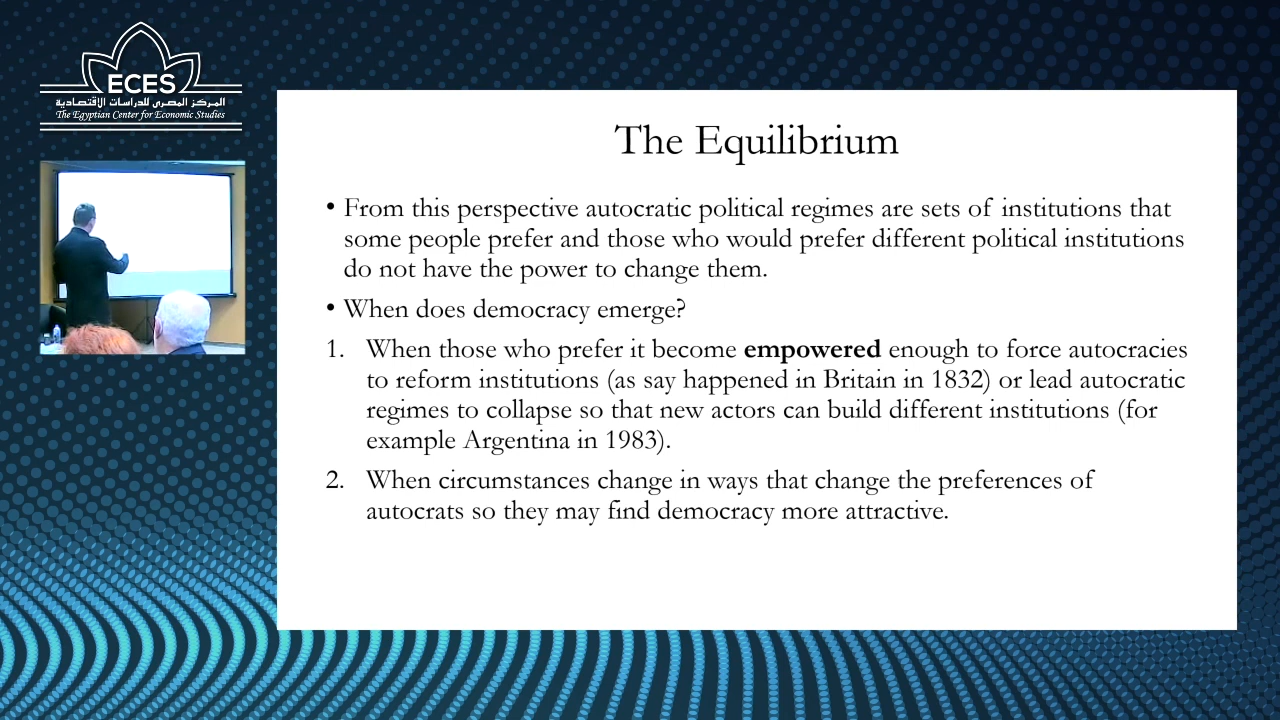 ECES
المركز المصرى للدراسات الاقتصادية
The Egyptian Center for Economic Studies
The Equilibrium
• From this perspective autocratic political regimes are sets of institutions that
some people prefer and those who would prefer different political institutions
do not have the power to change them.
• When does democracy emerge?
1. When those who prefer it become empowered enough to force autocracies
to reform institutions (as say happened in Britain in 1832) or lead autocratic
regimes to collapse so that new actors can build different institutions (for
example Argentina in 1983).
2. When circumstances change in ways that change the preferences of
autocrats so they may find democracy more attractive.